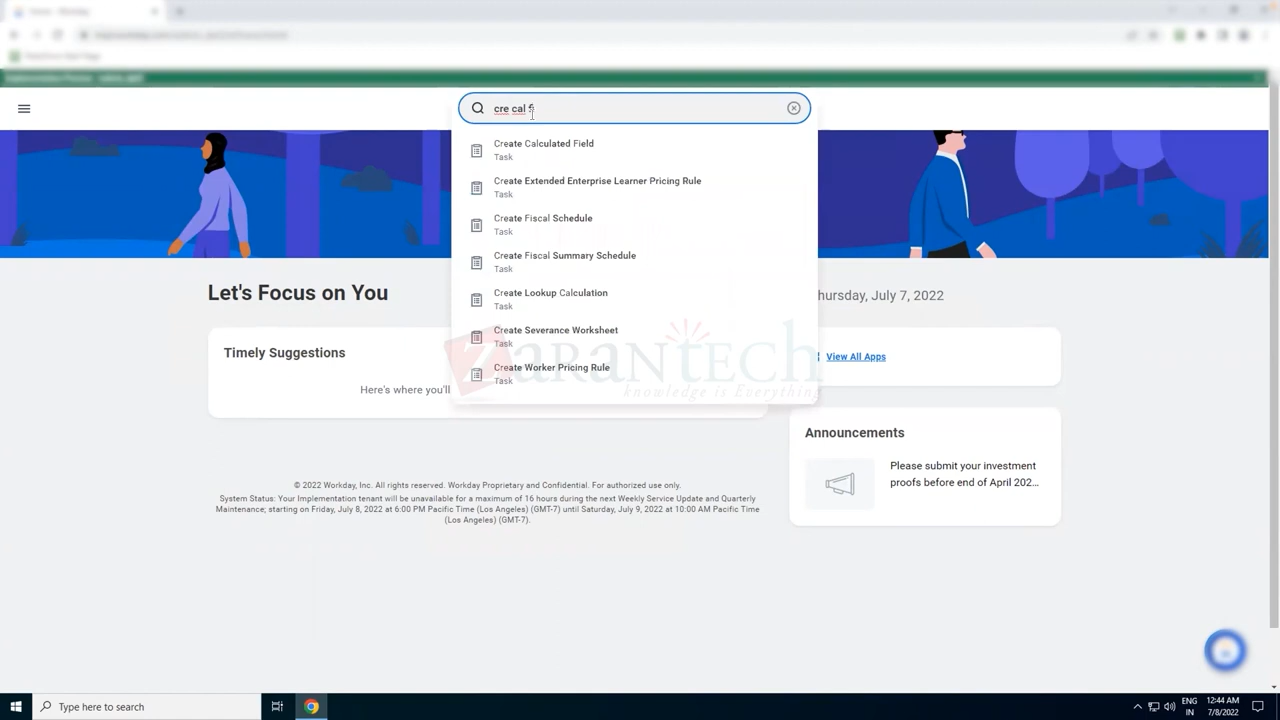 cre cal f
Create Calculated Field
Task
Create Extended Enterprise Learner Pricing Rule
Task
Create Fiscal Schedule
Task
Create Fiscal Summary Schedule
Task
Create Lookup Calculation
Task
Create Severance Worksheet
Task
Create Worker Pricing Rule
Task
Let's Focus on You
hursday, July 7, 2022
Timely Suggestions
Here's where you'll
View All Apps
ZaranTech
knowledge is Everything
Announcements
Please submit your investment
proofs before end of April 202...
© 2022 Workday, Inc. All rights reserved. Workday Proprietary and Confidential. For authorized use only.
System Status: Your Implementation tenant will be unavailable for a maximum of 16 hours during the next Weekly Service Update and Quarterly
Maintenance; starting on Friday, July 8, 2022 at 6:00 PM Pacific Time (Los Angeles) (GMT-7) until Saturday, July 9, 2022 at 10:00 AM Pacific Time
(Los Angeles) (GMT-7).
Type here to search
ENG
IN
12:44 AM
7/8/2022